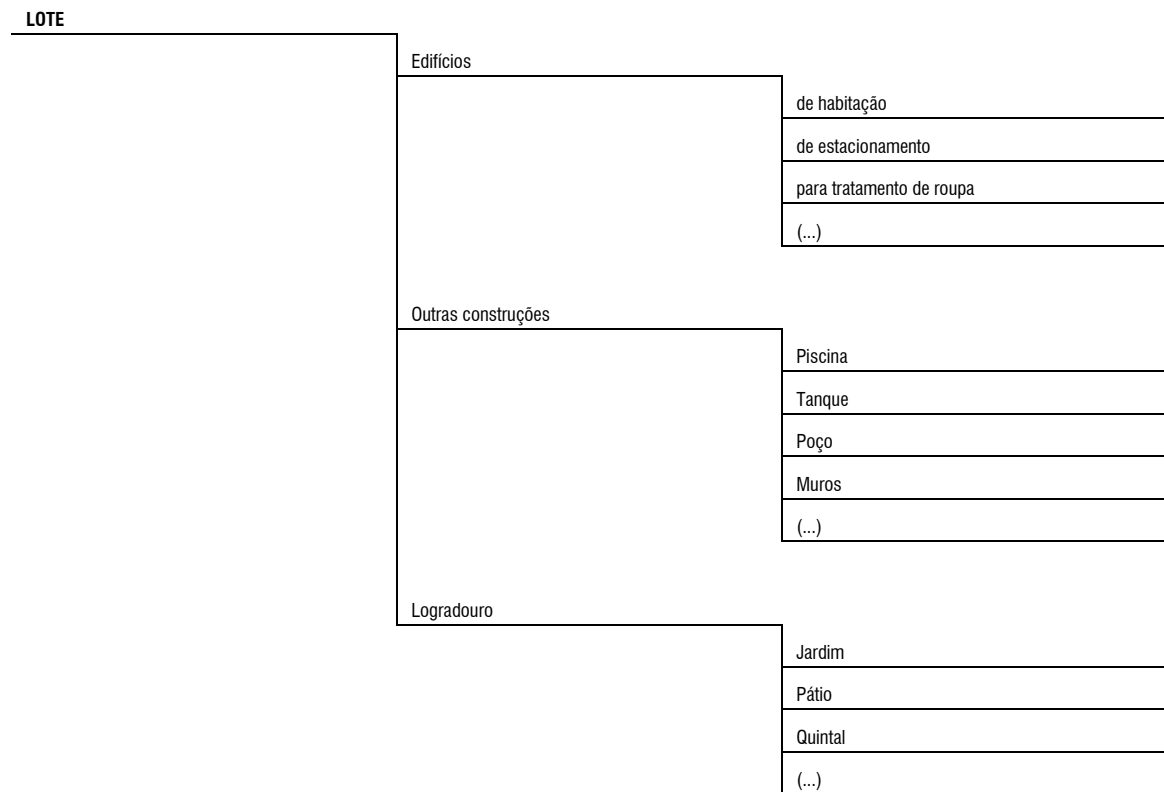 LOTE
Edifícios
de habitação
de estacionamento
para tratamento de roupa
(...)
Outras construções
Piscina
Tanque
Poço
Muros
(...)
Logradouro
Jardim
Pátio
Quintal
(...)